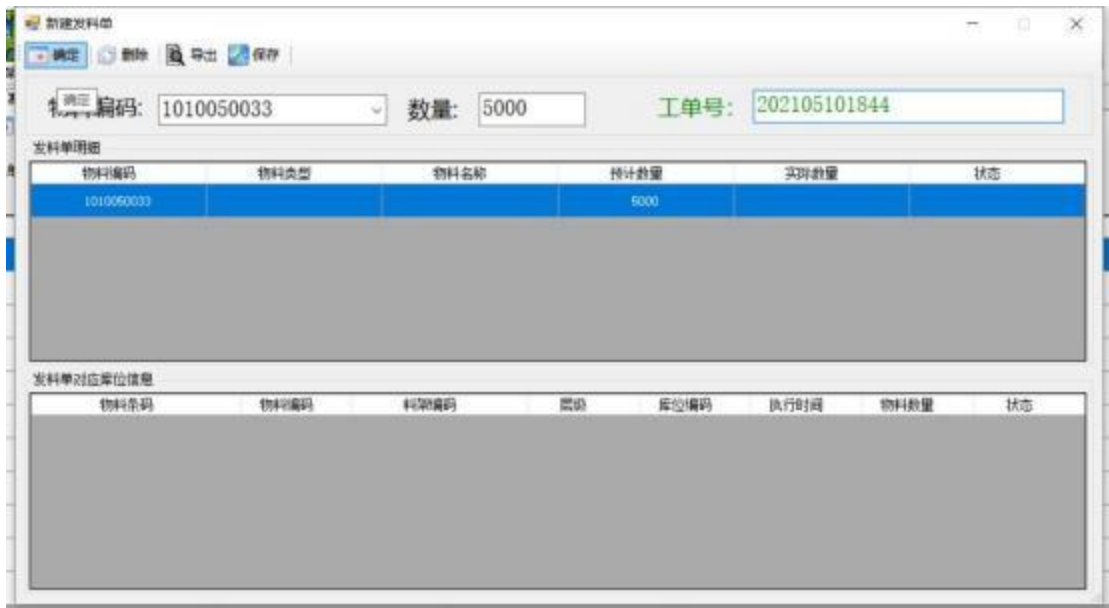 新建发料单
确定 删除 导出 保存
物料编码: 1010050033 数量: 5000 工单号: 202105101844
确定
发料单明细
物料编码 物料类型 物料名称 预计数量 实际数量 状态
1010050033 5000
发料单对应库位信息
物料条码 物料编码 料架编码 层级 库位编码 执行时间 物料数量 状态